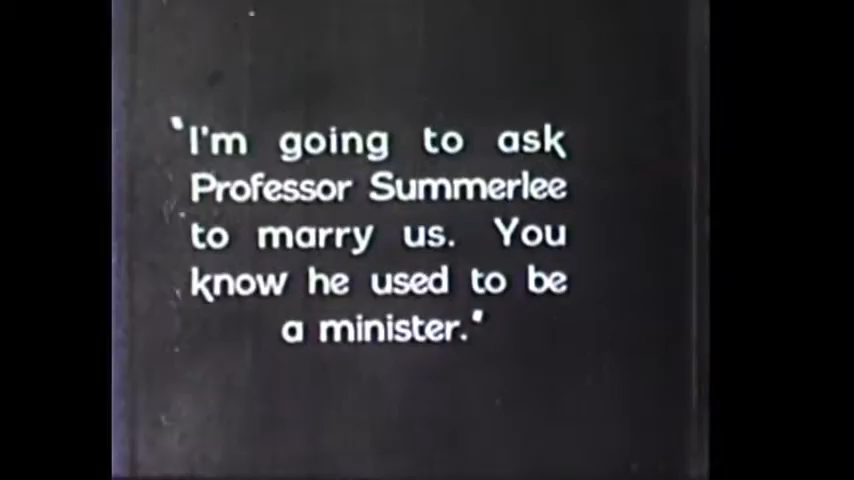 "I'm going to ask
Professor Summerlee
to marry us. You
know he used to be
a minister."